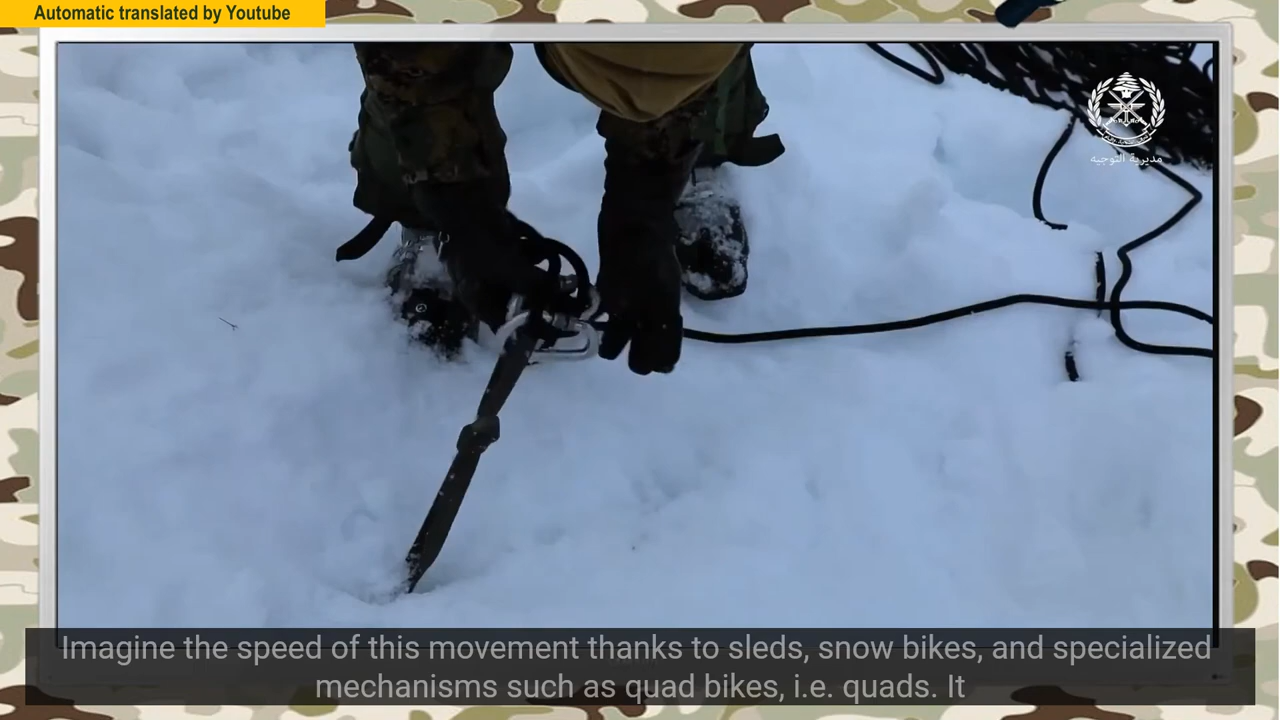 Automatic translated by Youtube
مديرية التوجيه
Imagine the speed of this movement thanks to sleds, snow bikes, and specialized
mechanisms such as quad bikes, i.e. quads. It